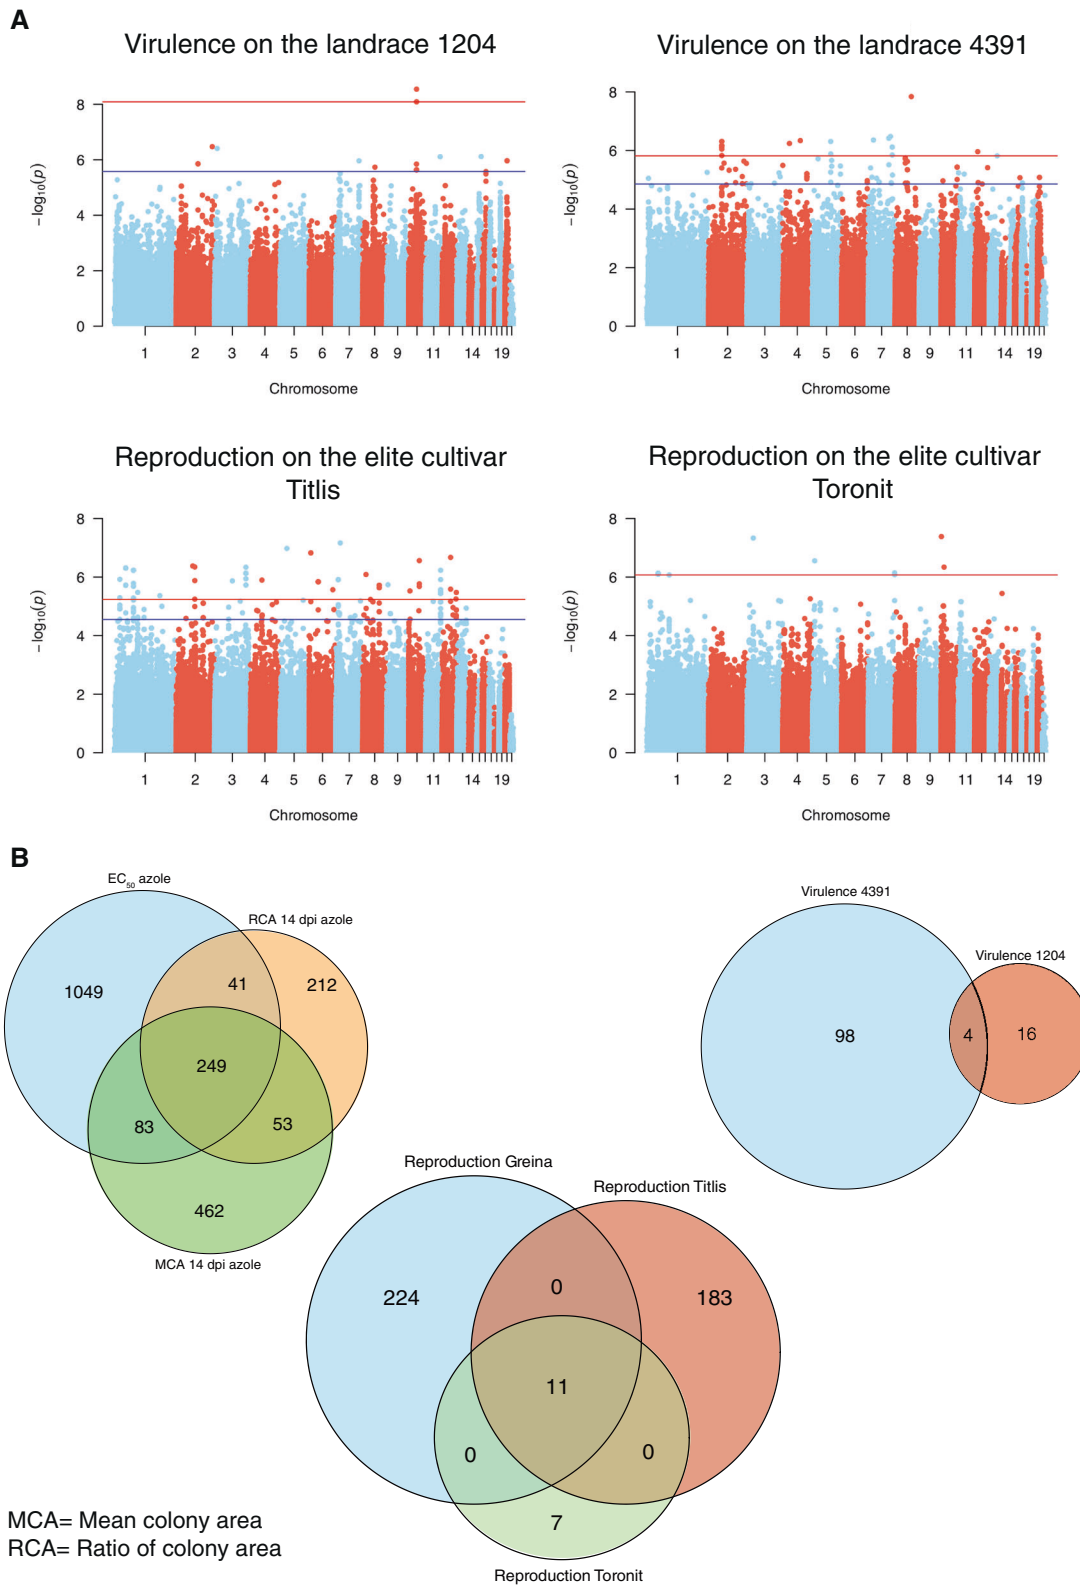 A
Virulence on the landrace 1204
8
6
4
2
0
−log10(p)
1 2 3 4 5 6 7 8 9 11 14 19
Chromosome
Virulence on the landrace 4391
8
6
4
2
0
−log10(p)
1 2 3 4 5 6 7 8 9 11 14 19
Chromosome
Reproduction on the elite cultivar
Titlis
8
6
4
2
0
−log10(p)
1 2 3 4 5 6 7 8 9 11 14 19
Chromosome
Reproduction on the elite cultivar
Toronit
8
6
4
2
0
−log10(p)
1 2 3 4 5 6 7 8 9 11 14 19
Chromosome
B
EC50 azole
RCA 14 dpi azole
1049
41
212
249
83
53
462
MCA 14 dpi azole
Virulence 4391
Virulence 1204
98
4
16
Reproduction Greina
Reproduction Titlis
224
0
183
11
0
0
7
Reproduction Toronit
MCA= Mean colony area
RCA= Ratio of colony area